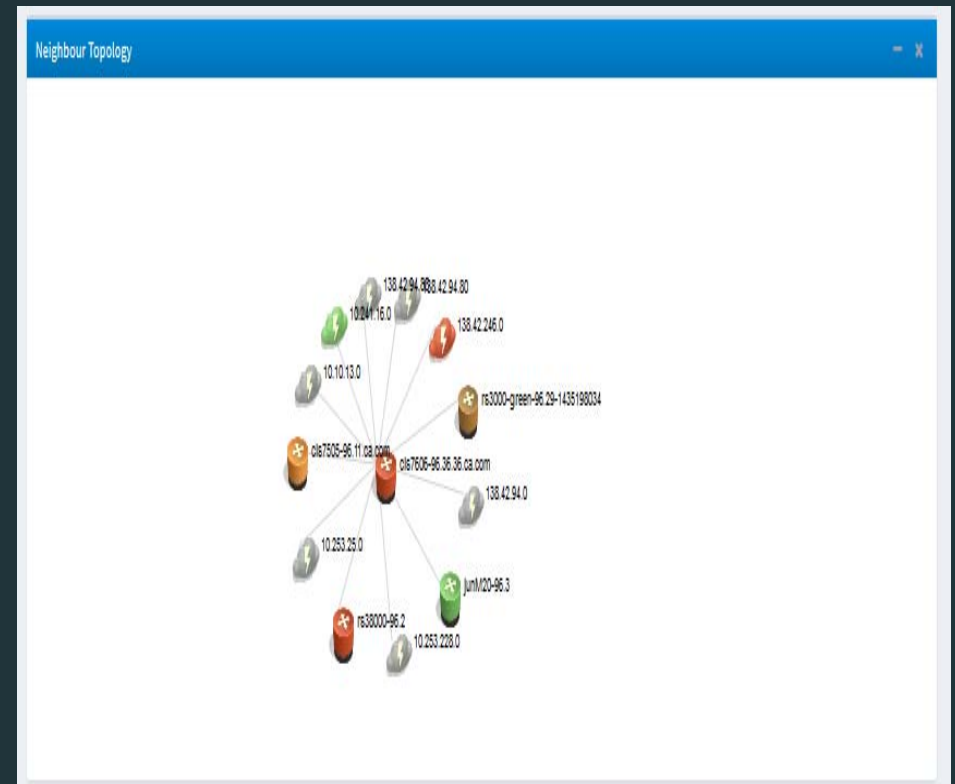 Neighbour Topology
138.42.94.80
10.241.16.0
138.42.246.0
10.10.13.0
rs3000-green-96.29-1435198034
cis7505-96.11.ca.com
cis7606-96.36.36.ca.com
138.42.94.0
10.253.25.0
junM20-96.3
rs38000-96.2
10.253.228.0